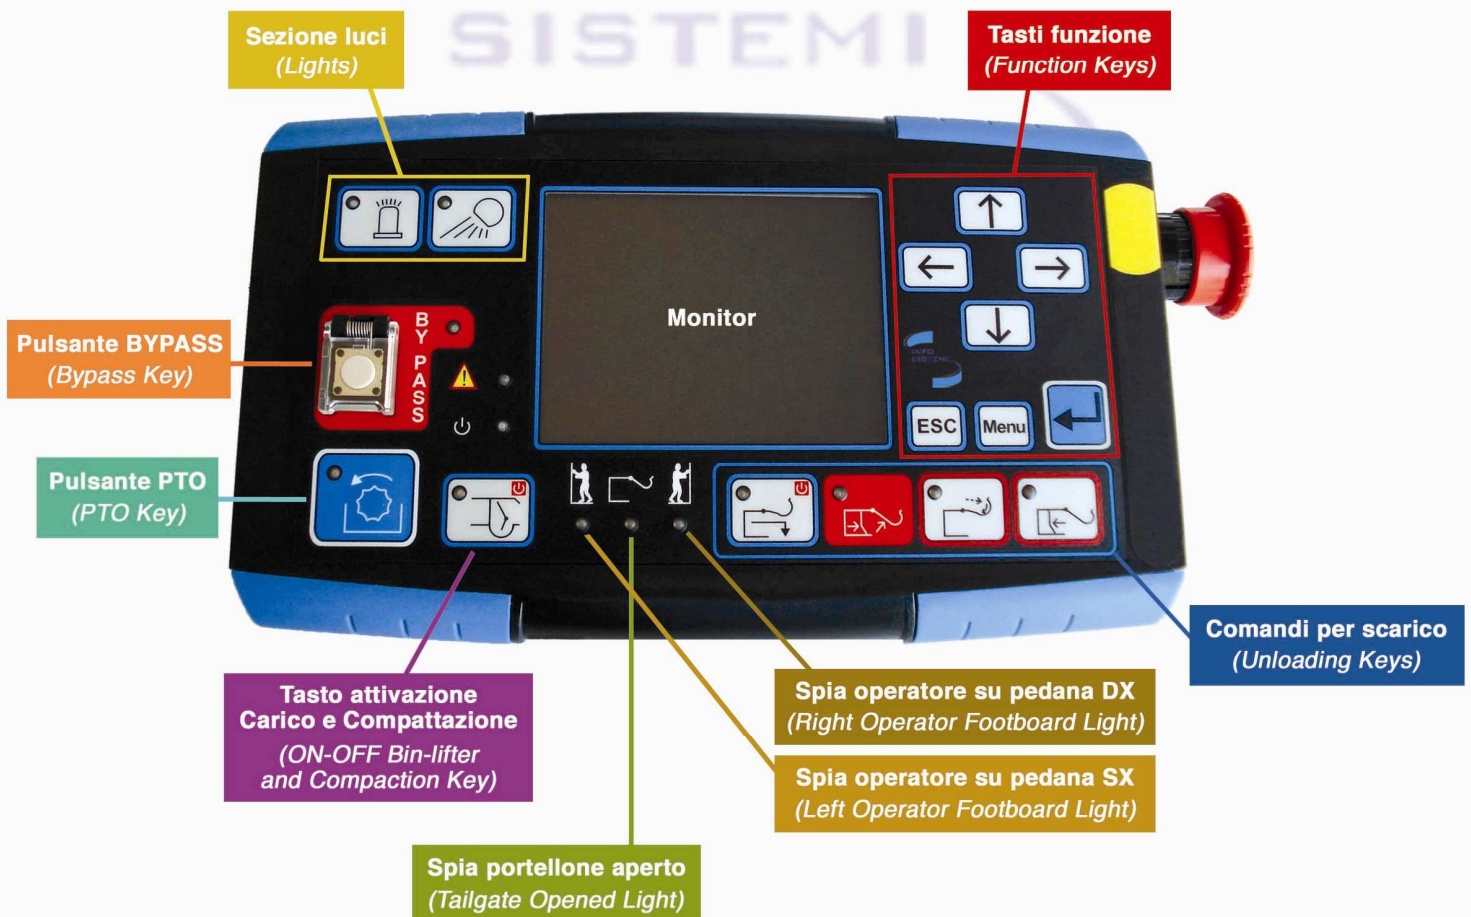 SISTEMI
Sezione luci
(Lights)
Tasti funzione
(Function Keys)
Monitor
Pulsante BYPASS
(Bypass Key)
BY PASS
INFO
SISTEMI
ESC
Menu
Pulsante PTO
(PTO Key)
Comandi per scarico
(Unloading Keys)
Tasto attivazione
Carico e Compattazione
(ON-OFF Bin-lifter
and Compaction Key)
Spia operatore su pedana DX
(Right Operator Footboard Light)
Spia operatore su pedana SX
(Left Operator Footboard Light)
Spia portellone aperto
(Tailgate Opened Light)